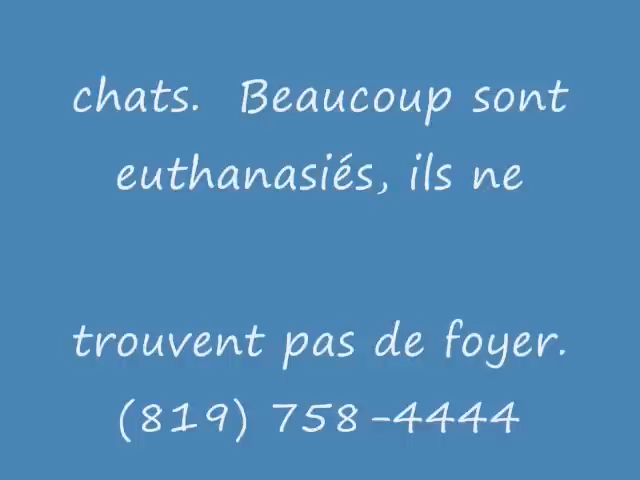 chats. Beaucoup sont
euthanasiés, ils ne
trouvent pas de foyer.
(819) 758-4444